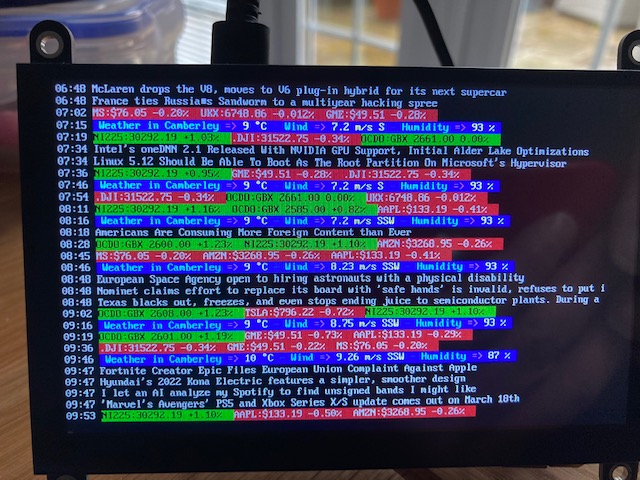 06:48 McLaren drops the V8, moves to V6 plug-in hybrid for its next supercar
06:48 France ties Russia■s Sandworm to a multiyear hacking spree
07:02 MS:$76.05 -0.20% UKX:6748.86 -0.012% GME:$49.51 -0.28%
07:15 Weather in Camberley => 9 °C Wind => 7.2 m/s S Humidity => 93 %
07:19 NI225:30292.19 +1.03% .DJI:31522.75 -0.34% OCDO:GBX 2661.00 0.00%
07:34 Intel's oneDNN 2.1 Released With NVIDIA GPU Support, Initial Alder Lake Optimizations
07:34 Linux 5.12 Should Be Able To Boot As The Root Partition On Microsoft's Hypervisor
07:36 NI225:30292.19 +0.95% GME:$49.51 -0.28% .DJI:31522.75 -0.34%
07:46 Weather in Camberley => 9 °C Wind => 7.2 m/s S Humidity => 93 %
07:54 .DJI:31522.75 -0.34% OCDO:GBX 2661.00 0.00% UKX:6748.86 -0.012%
08:11 NI225:30292.19 +1.16% OCDO:GBX 2585.00 +0.82% AAPL:$133.19 -0.41%
08:16 Weather in Camberley => 9 °C Wind => 7.2 m/s SSW Humidity => 93 %
08:18 Americans Are Consuming More Foreign Content than Ever
08:28 OCDO:GBX 2600.00 +1.23% NI225:30292.19 +1.10% AMZN:$3268.95 -0.26%
08:45 MS:$76.05 -0.20% AMZN:$3268.95 -0.26% AAPL:$133.19 -0.41%
08:46 Weather in Camberley => 9 °C Wind => 8.23 m/s SSW Humidity => 93 %
08:48 European Space Agency open to hiring astronauts with a physical disability
08:48 Nominet claims effort to replace its board with 'safe hands' is invalid, refuses to put i
08:48 Texas blacks out, freezes, and even stops ending juice to semiconductor plants. During a
09:02 OCDO:GBX 2608.00 +1.23% TSLA:$796.22 -0.72% NI225:30292.19 +1.10%
09:16 Weather in Camberley => 9 °C Wind => 8.75 m/s SSW Humidity => 93 %
09:19 OCDO:GBX 2601.00 +1.19% GME:$49.51 -0.73% AAPL:$133.19 -0.29%
09:36 .DJI:31522.75 -0.34% GME:$49.51 -0.22% MS:$76.05 -0.20%
09:46 Weather in Camberley => 10 °C Wind => 9.26 m/s SSW Humidity => 87 %
09:47 Fortnite Creator Epic Files European Union Complaint Against Apple
09:47 Hyundai's 2022 Kona Electric features a simpler, smoother design
09:47 I let an AI analyze my Spotify to find unsigned bands I might like
09:47 'Marvel's Avengers' PS5 and Xbox Series X/S update comes out on March 18th
09:53 NI225:30292.19 +1.10% AAPL:$133.19 -0.50% AMZN:$3268.95 -0.26%